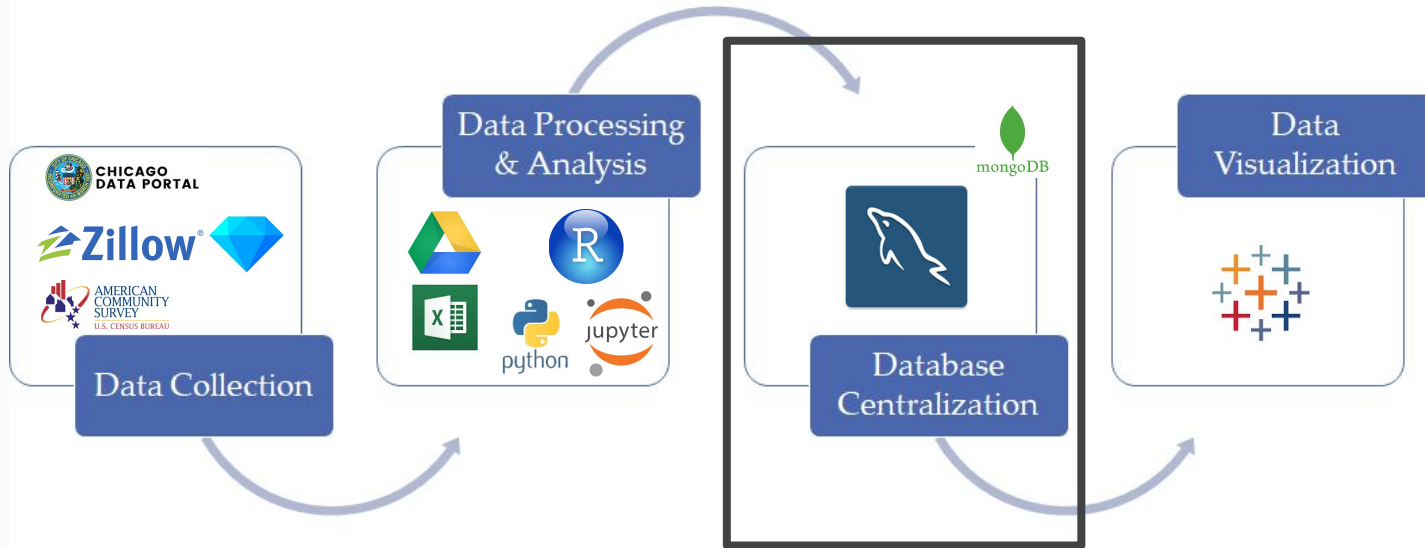 CHICAGO
DATA PORTAL
Zillow®
AMERICAN
COMMUNITY
SURVEY
U.S. CENSUS BUREAU
Data Collection
Data Processing
& Analysis
R
X
python
jupyter
mongoDB
Database
Centralization
Data
Visualization